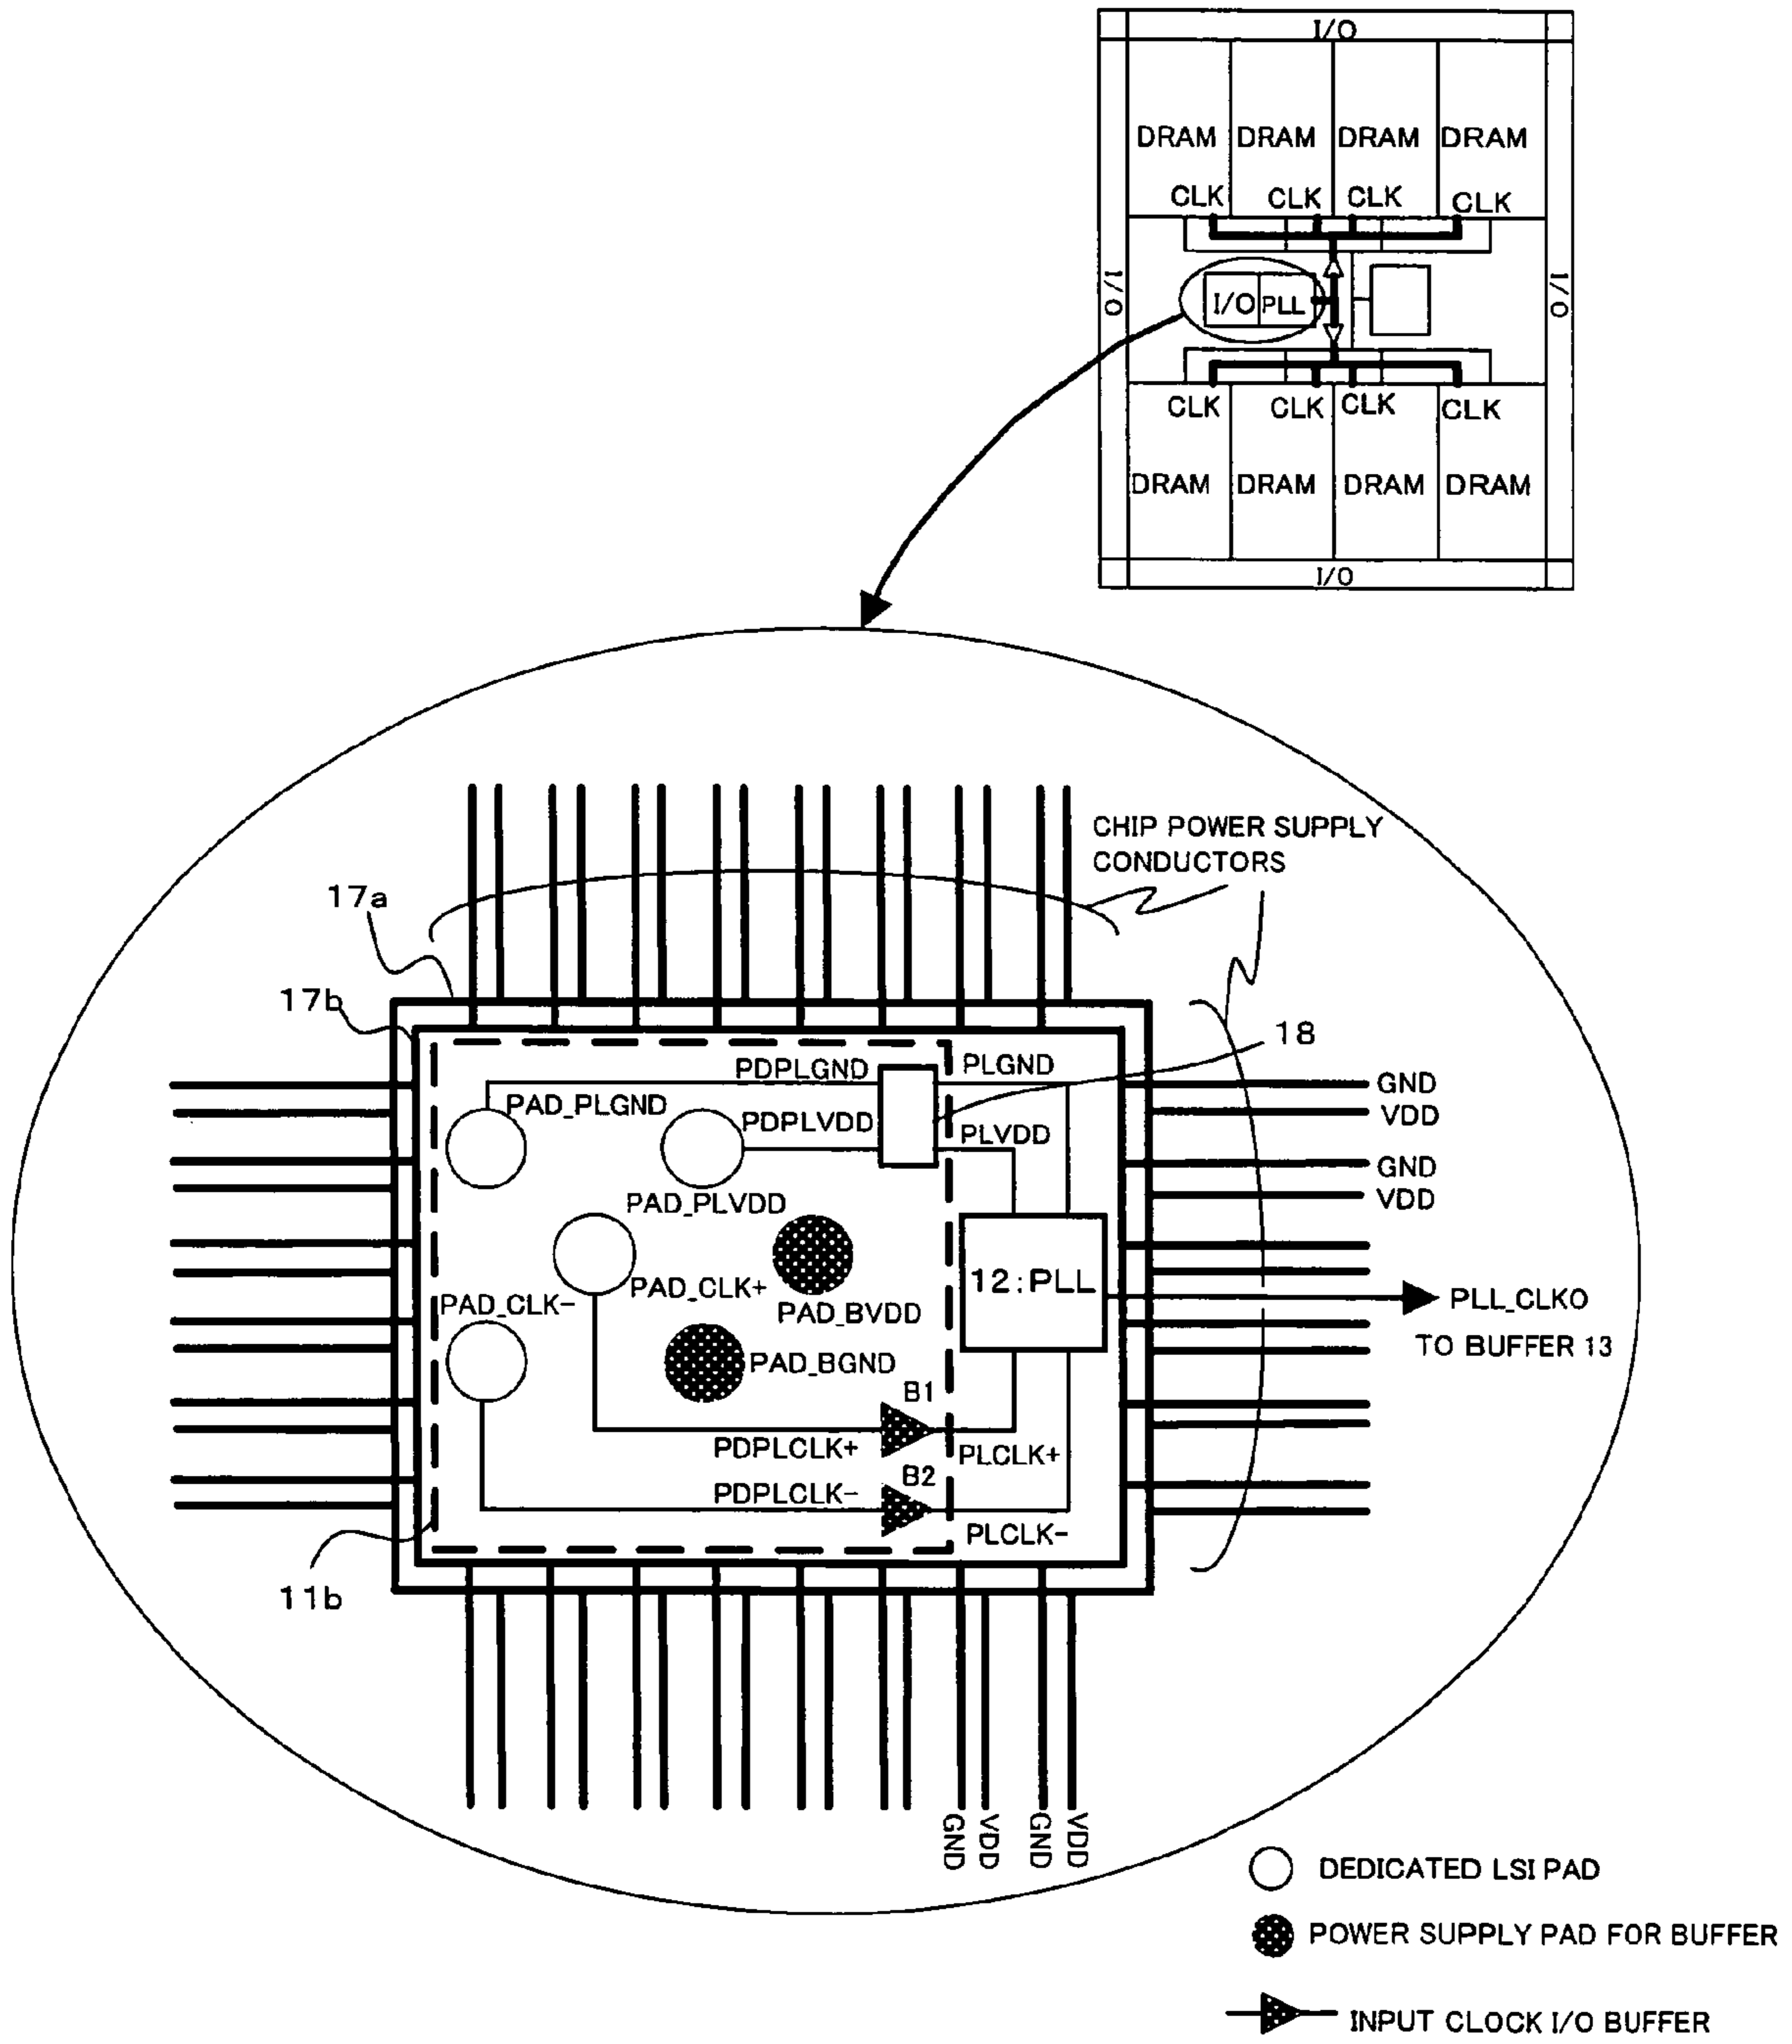 I/O
DRAM DRAM DRAM DRAM
CLK CLK CLK CLK
I/O I/O PLL I/O
CLK CLK CLK CLK
DRAM DRAM DRAM DRAM
I/O
CHIP POWER SUPPLY
CONDUCTORS
17a
17b
18
PDPLGND PLGND
GND
PAD_PLGND
PDPLVDD
VDD
PLVDD
GND
PAD_PLVDD
VDD
12:PLL
PAD_CLK+
PAD_CLK-
PAD_BVDD
PLL_CLKO
TO BUFFER 13
PAD_BGND
B1
PDPLCLK+
PLCLK+
B2
PDPLCLK-
PLCLK-
11b
GND VDD GND VDD
DEDICATED LSI PAD
POWER SUPPLY PAD FOR BUFFER
INPUT CLOCK I/O BUFFER